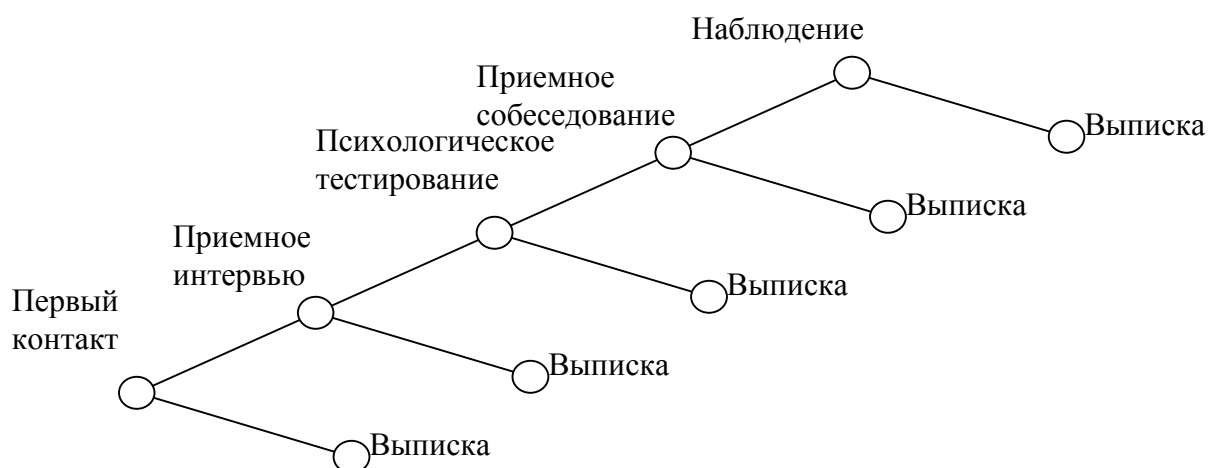 Наблюдение
Приемное
собеседование
Выписка
Психологическое
тестирование
Выписка
Приемное
интервью
Выписка
Первый
контакт
Выписка
Выписка